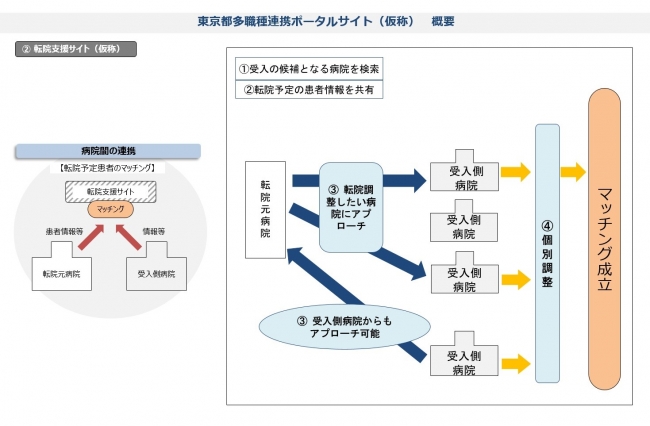 東京都多職種連携ポータルサイト（仮称）　概要
② 転院支援サイト（仮称）
病院間の連携
【転院予定患者のマッチング】
転院支援サイト
マッチング
患者情報等
情報等
転院元病院
受入側病院
①受入の候補となる病院を検索
②転院予定の患者情報を共有
転院元病院
③ 転院調
整したい病
院にアプ
ローチ
③ 受入側病院からも
アプローチ可能
受入側
病院
受入側
病院
受入側
病院
受入側
病院
④個別調整
マッチング成立